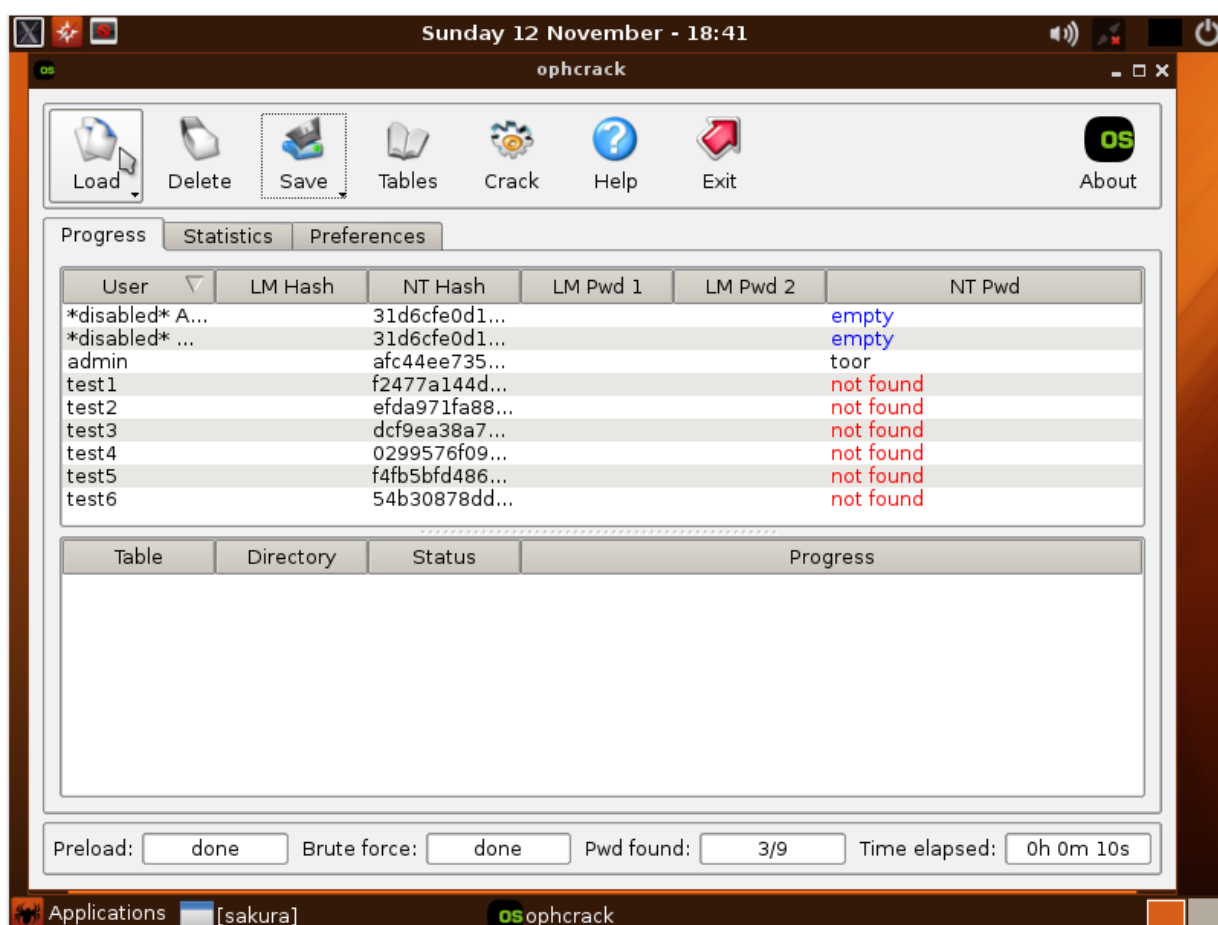 Sunday 12 November - 18:41
os ophcrack
os
Load Delete Save Tables Crack Help Exit About
Progress Statistics Preferences
User LM Hash NT Hash LM Pwd 1 LM Pwd 2 NT Pwd
*disabled* A... 31d6cfe0d1... empty
*disabled* ... 31d6cfe0d1... empty
admin afc44ee735... toor
test1 f2477a144d... not found
test2 efda971fa88... not found
test3 dcf9ea38a7... not found
test4 0299576f09... not found
test5 f4fb5bfd486... not found
test6 54b30878dd... not found
Table Directory Status Progress
Preload: done Brute force: done Pwd found: 3/9 Time elapsed: 0h 0m 10s
Applications [sakura] os ophcrack